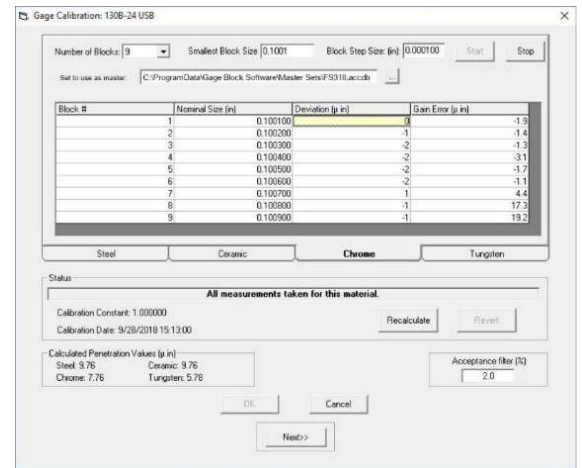 Gage Calibration: 130B-24 USB
Number of Blocks: 9 Smallest Block Size 0.1001 Block Step Size: (in): 0.000100 Start Stop
Set to use as master: C:\ProgramData\Gage Block Software\Master Sets\FS318.accdb ...
Block # Nominal Size (in) Deviation (µ in) Gain Error (µ in)
1 0.100100 0 -1.9
2 0.100200 -1 -1.4
3 0.100300 -2 -1.3
4 0.100400 -2 -3.1
5 0.100500 -2 -1.7
6 0.100600 -2 -1.1
7 0.100700 1 4.4
8 0.100800 -1 17.3
9 0.100900 -1 19.2
Steel Ceramic Chrome Tungsten
Status
All measurements taken for this material.
Calibration Constant: 1.000000
Calibration Date: 9/28/2018 15:13:00
Recalculate Revert
Calculated Penetration Values (µ in)
Steel: 9.76 Ceramic: 9.76
Chrome: 7.76 Tungsten: 5.78
Acceptance filter (%)
2.0
OK Cancel
Next>>